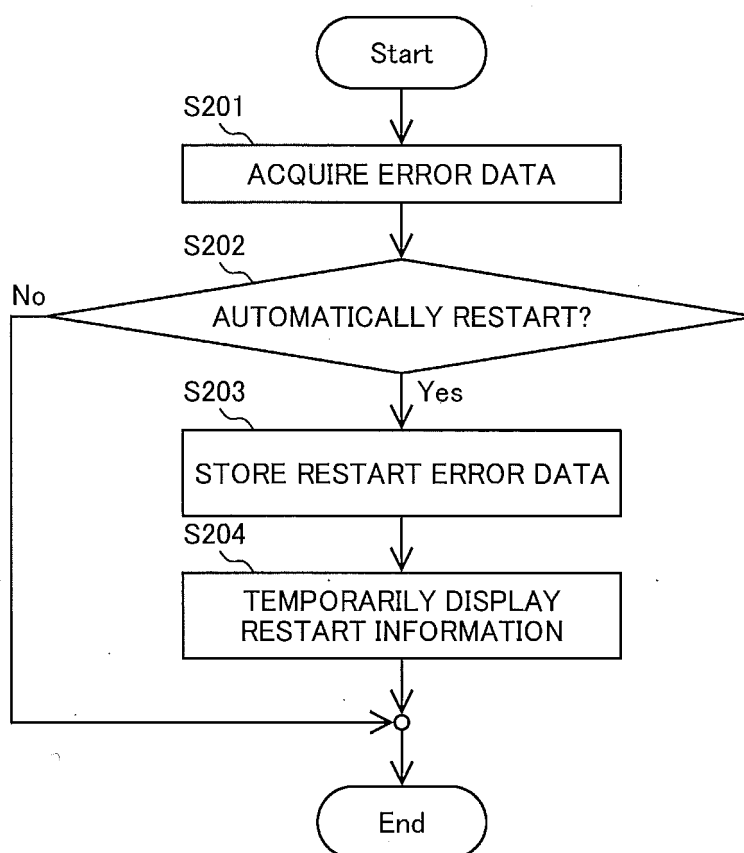 Start
S201
ACQUIRE ERROR DATA
S202
No
AUTOMATICALLY RESTART?
Yes
S203
STORE RESTART ERROR DATA
S204
TEMPORARILY DISPLAY
RESTART INFORMATION
End